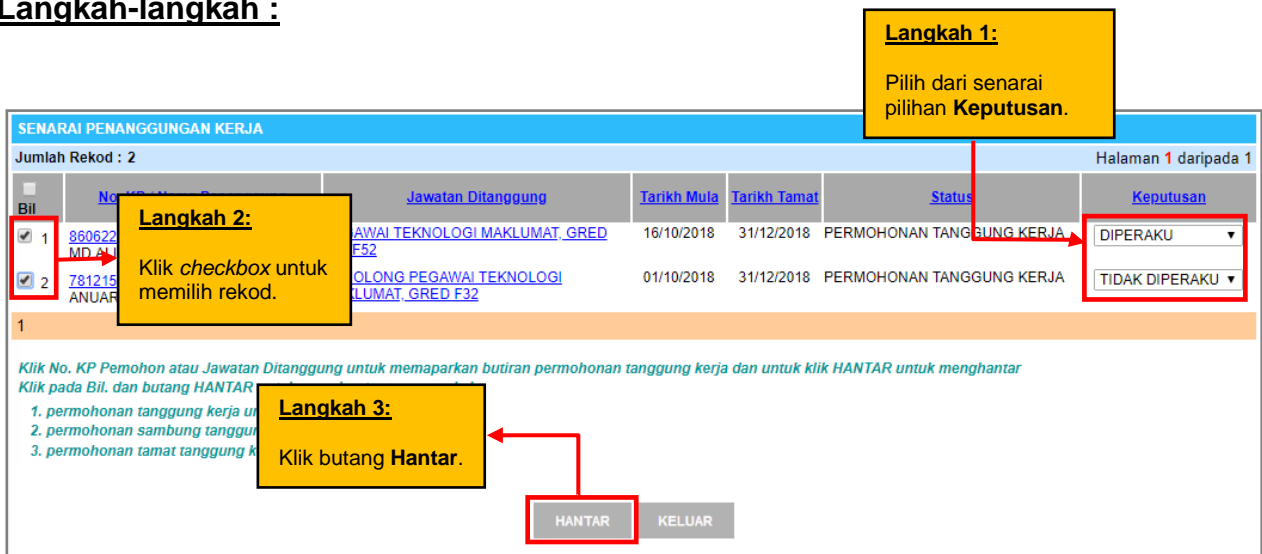 Langkah-langkah :
Langkah 1:
Pilih dari senarai
pilihan Keputusan.
SENARAI PENANGGUNGAN KERJA
Jumlah Rekod : 2
Halaman 1 daripada 1
Bil
Jawatan Ditanggung
Tarikh Mula
Tarikh Tamat
Status
Keputusan
1 860622
MD ALI
TEKNOLOGI MAKLUMAT, GRED
F52
16/10/2018
31/12/2018
PERMOHONAN TANGGUNG KERJA
DIPERAKU
2 781215
ANUAR
PEGAWAI TEKNOLOGI
GRED F32
01/10/2018
31/12/2018
PERMOHONAN TANGGUNG KERJA
TIDAK DIPERAKU
Langkah 2:
Klik checkbox untuk
memilih rekod.
1
Klik No. KP Pemohon atau Jawatan Ditanggung untuk memaparkan butiran permohonan tanggung kerja dan untuk klik HANTAR untuk menghantar
Klik pada Bil. dan butang HANTAR
1. permohonan tanggung kerja
2. permohonan sambung
3. permohonan tamat tanggung
Langkah 3:
Klik butang Hantar.
HANTAR
KELUAR